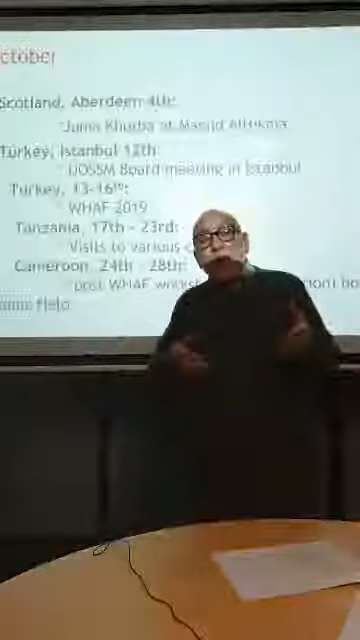 ctober
Scotland, Aberdeen 4th:
Juma Khutba at Masjid Alhikma
Turkey, Istanbul 12th:
UOSSM Board meeting in Istanbul
Turkey, 13-16th:
WHAF 2019
Tanzania, 17th - 23rd:
Visits to various
Cameroon, 24th - 28th:
post WHAF
field